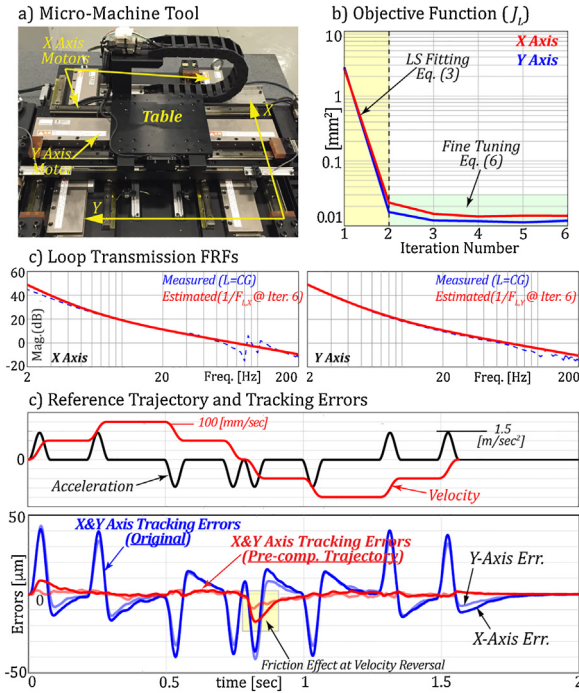 a) Micro-Machine Tool
X Axis
Motors
Table
X
Y Axis
Motor
Y
b) Objective Function (J_L)
10
1
0.1
0.01
[mm²]
X Axis
Y Axis
LS Fitting
Eq. (3)
Fine Tuning
Eq. (6)
1 2 3 4 5 6
Iteration Number
c) Loop Transmission FRFs
60
40
20
0
-20
Mag.(dB)
Measured (L=CG)
Estimated(1/F_{L,X}@ Iter. 6)
X Axis
2 10 Freq. [Hz] 200
Measured (L=CG)
Estimated (1/F_{L,Y}@ Iter. 6)
Y Axis
2 10 Freq. [Hz] 200
c) Reference Trajectory and Tracking Errors
100 [mm/sec]
1.5
[m/sec²]
0
Acceleration
Velocity
50
0
-50
Errors [µm]
X&Y Axis Tracking Errors
(Original)
X&Y Axis Tracking Errors
(Pre-comp. Trajectory)
Y-Axis Err.
X-Axis Err.
Friction Effect at Velocity Reversal
0 0.5 1 1.5 2
time [sec]